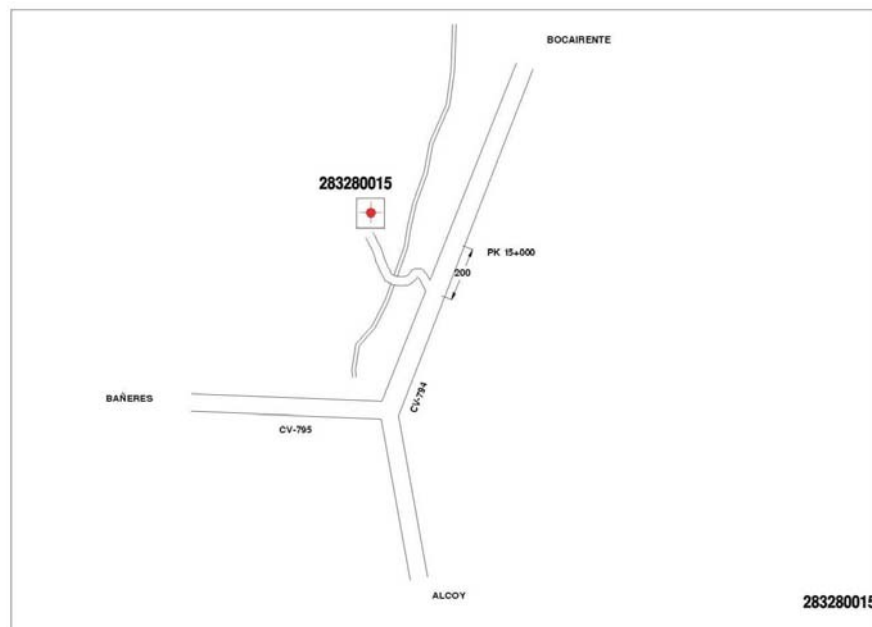 BOCAIRENTE
283280015
PK 15+000
200
BAÑERES
CV-794
CV-795
ALCOY
283280015